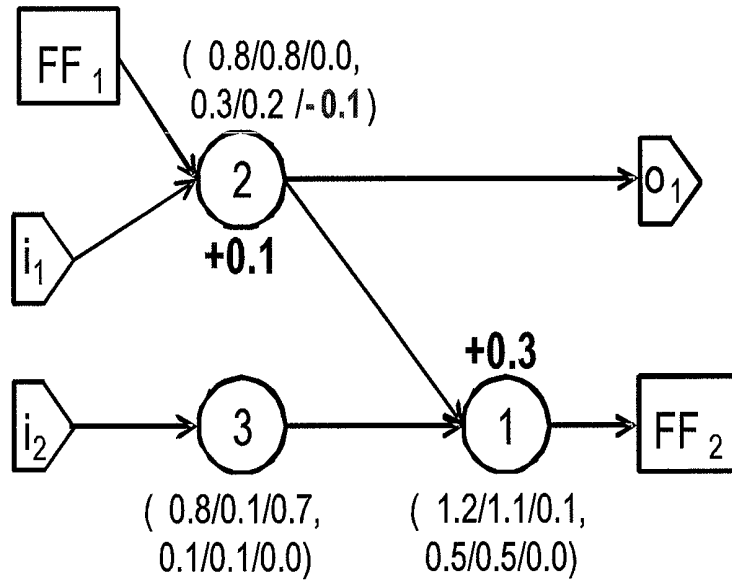 FF 1
( 0.8/0.8/0.0,
0.3/0.2 /-0.1)
2
+0.1
i1
o1
+0.3
i2
3
1
FF 2
( 0.8/0.1/0.7,
0.1/0.1/0.0)
( 1.2/1.1/0.1,
0.5/0.5/0.0)